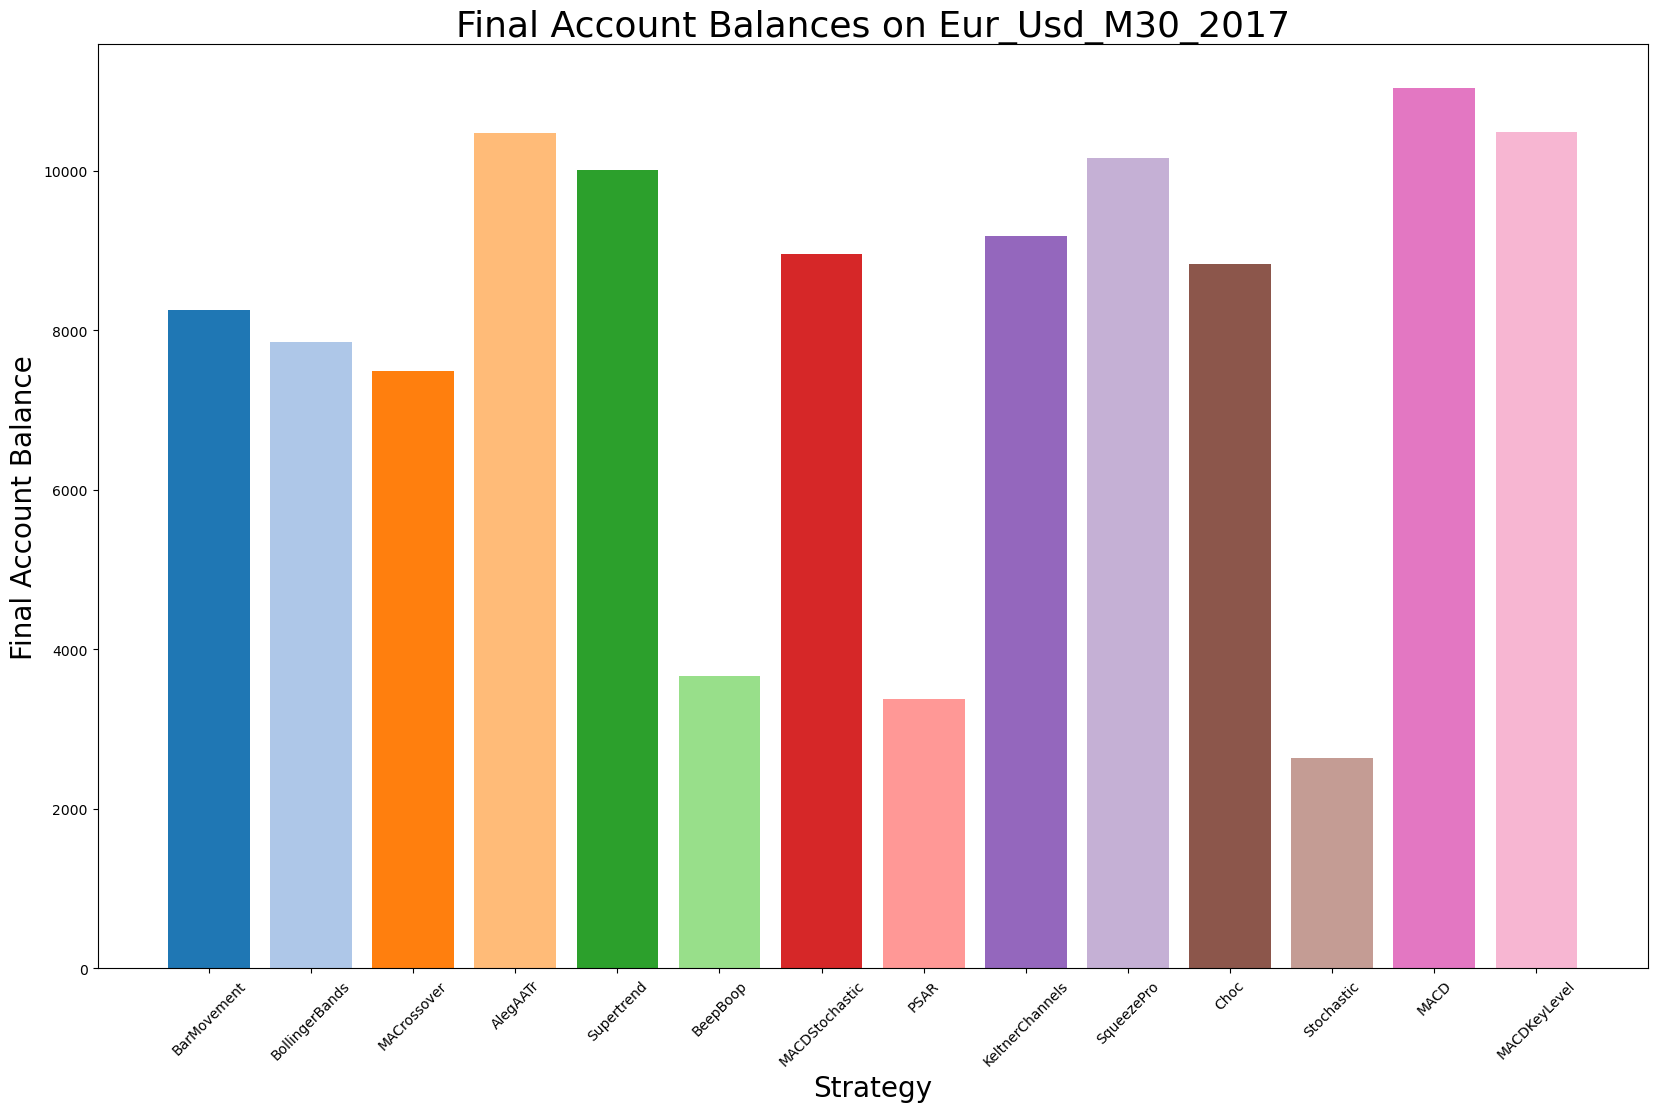 Final Account Balances on Eur_Usd_M30_2017
Final Account Balance
10000
8000
6000
4000
2000
0
BarMovement
BollingerBands
MACrossover
AlegAATr
Supertrend
BeepBoop
MACDStochastic
PSAR
KeltnerChannels
SqueezePro
Choc
Stochastic
MACD
MACDKeyLevel
Strategy